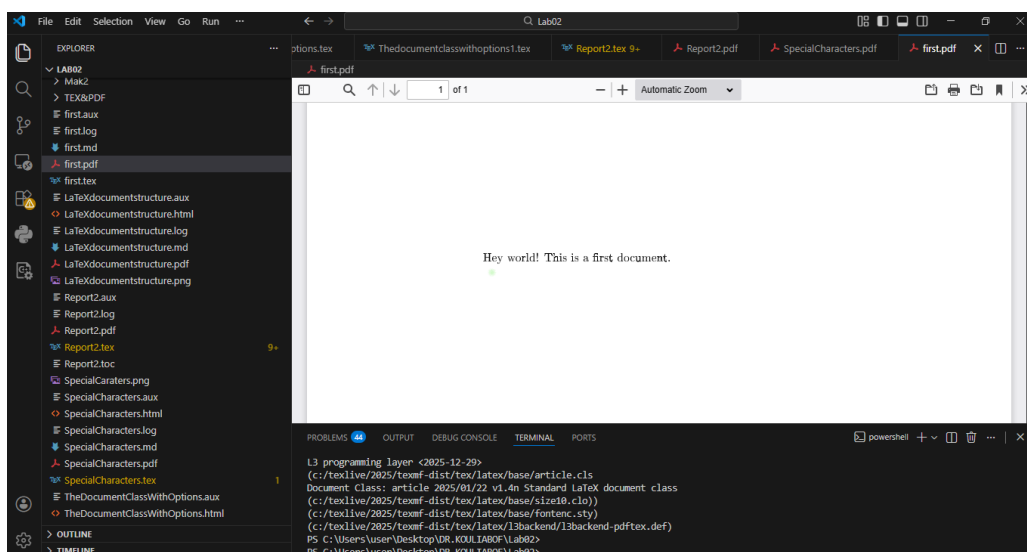 File Edit Selection View Go Run ··· Lab02
EXPLORER ···
LAB02
Mak2
TEX&PDF
first.aux
first.log
first.md
first.pdf
first.tex
LaTeXdocumentstructure.aux
LaTeXdocumentstructure.html
LaTeXdocumentstructure.log
LaTeXdocumentstructure.md
LaTeXdocumentstructure.pdf
LaTeXdocumentstructure.png
Report2.aux
Report2.log
Report2.pdf
Report2.tex 9+
Report2.toc
SpecialCaraters.png
SpecialCharacters.aux
SpecialCharacters.html
SpecialCharacters.log
SpecialCharacters.md
SpecialCharacters.pdf
SpecialCharacters.tex 1
TheDocumentClassWithOptions.aux
TheDocumentClassWithOptions.html
OUTLINE
TIMELINE
ptions.tex Thedocumentclasswithoptions1.tex Report2.tex 9+ Report2.pdf SpecialCharacters.pdf first.pdf
first.pdf
1 of 1 Automatic Zoom
Hey world! This is a first document.
PROBLEMS 44 OUTPUT DEBUG CONSOLE TERMINAL PORTS powershell
L3 programming layer <2025-12-29>
(c:/texlive/2025/texmf-dist/tex/latex/base/article.cls
Document Class: article 2025/01/22 v1.4n Standard LaTeX document class
(c:/texlive/2025/texmf-dist/tex/latex/base/size10.clo))
(c:/texlive/2025/texmf-dist/tex/latex/base/fontenc.sty)
(c:/texlive/2025/texmf-dist/tex/latex/l3backend/l3backend-pdftex.def)
PS C:\Users\user\Desktop\DR.KOULIABOF\Lab02>
PS C:\Users\user\Desktop\DR.KOULIABOF\Lab02>